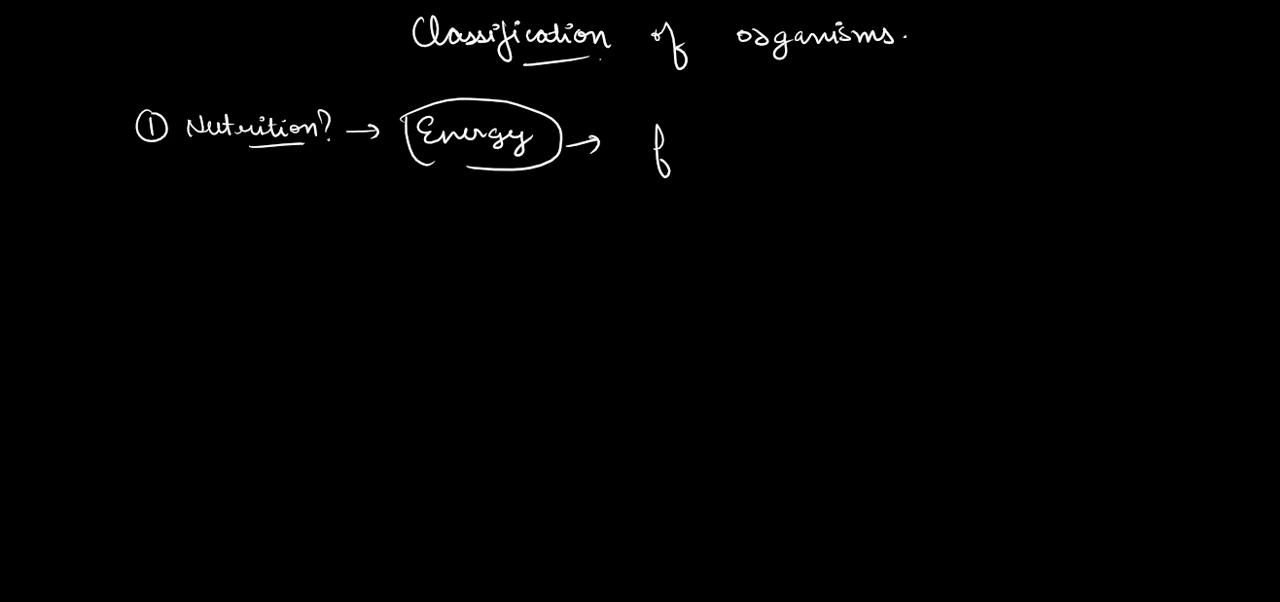 Classification of organisms.
① Nutrition? → Energy → f